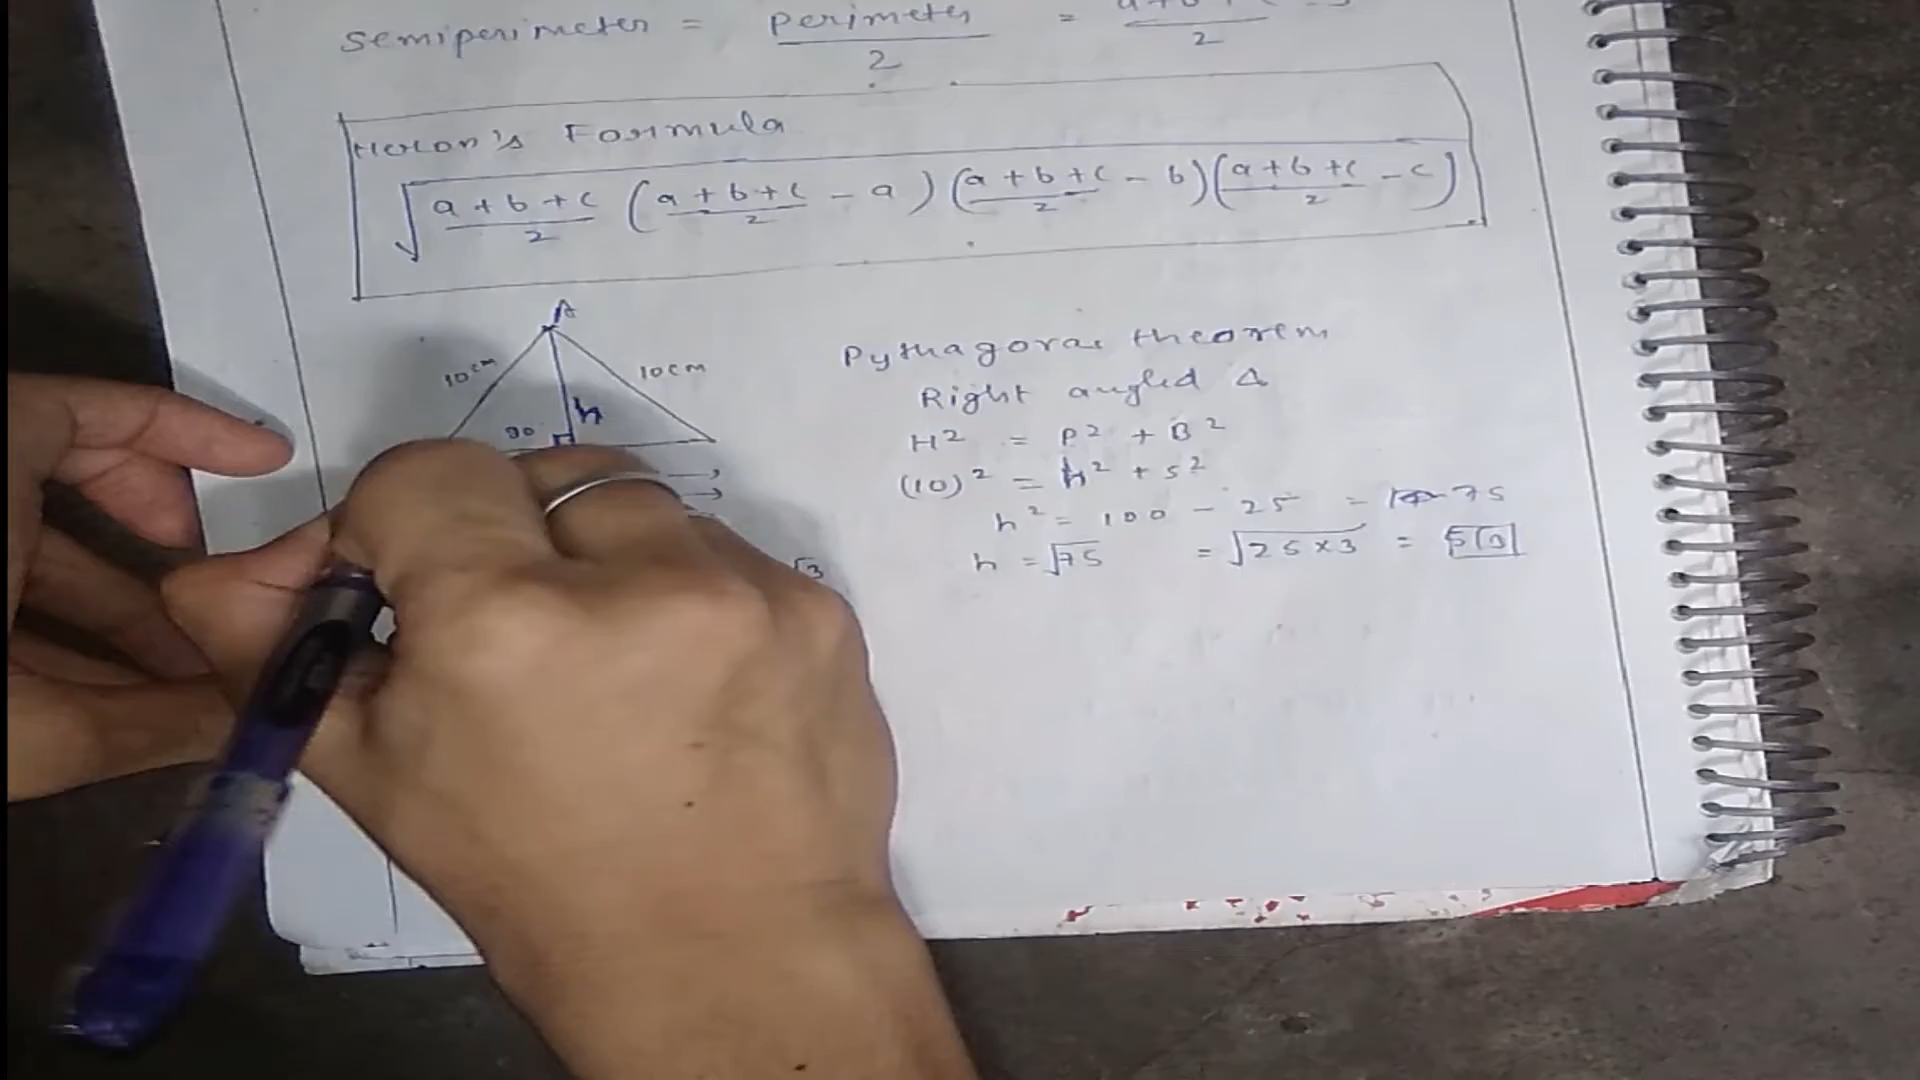 semiperimeter = perimeter/2 = /2
Heron's Formula
√a+b+c/2 (a+b+c/2 - a) (a+b+c/2 - b)(a+b+c/2 - c)
A
10cm 10cm
h
90
Pythagoras theorem
Right angled Δ
H² = P² + B²
(10)² = h² + 5²
h² = 100 - 25 = 75
h = √75 = √25×3 = 5√3
√3